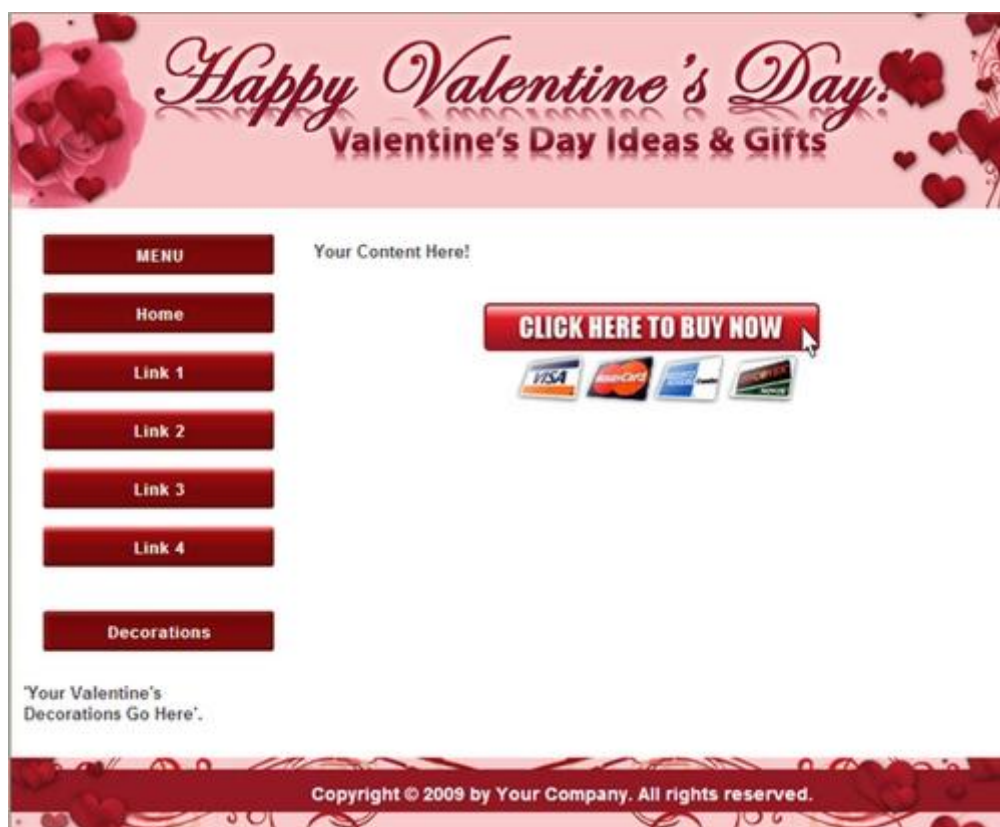 Happy Valentine's Day!
Valentine's Day Ideas & Gifts
MENU
Home
Link 1
Link 2
Link 3
Link 4
Decorations
'Your Valentine's
Decorations Go Here'.
Your Content Here!
CLICK HERE TO BUY NOW
VISA MasterCard
Copyright © 2009 by Your Company. All rights reserved.